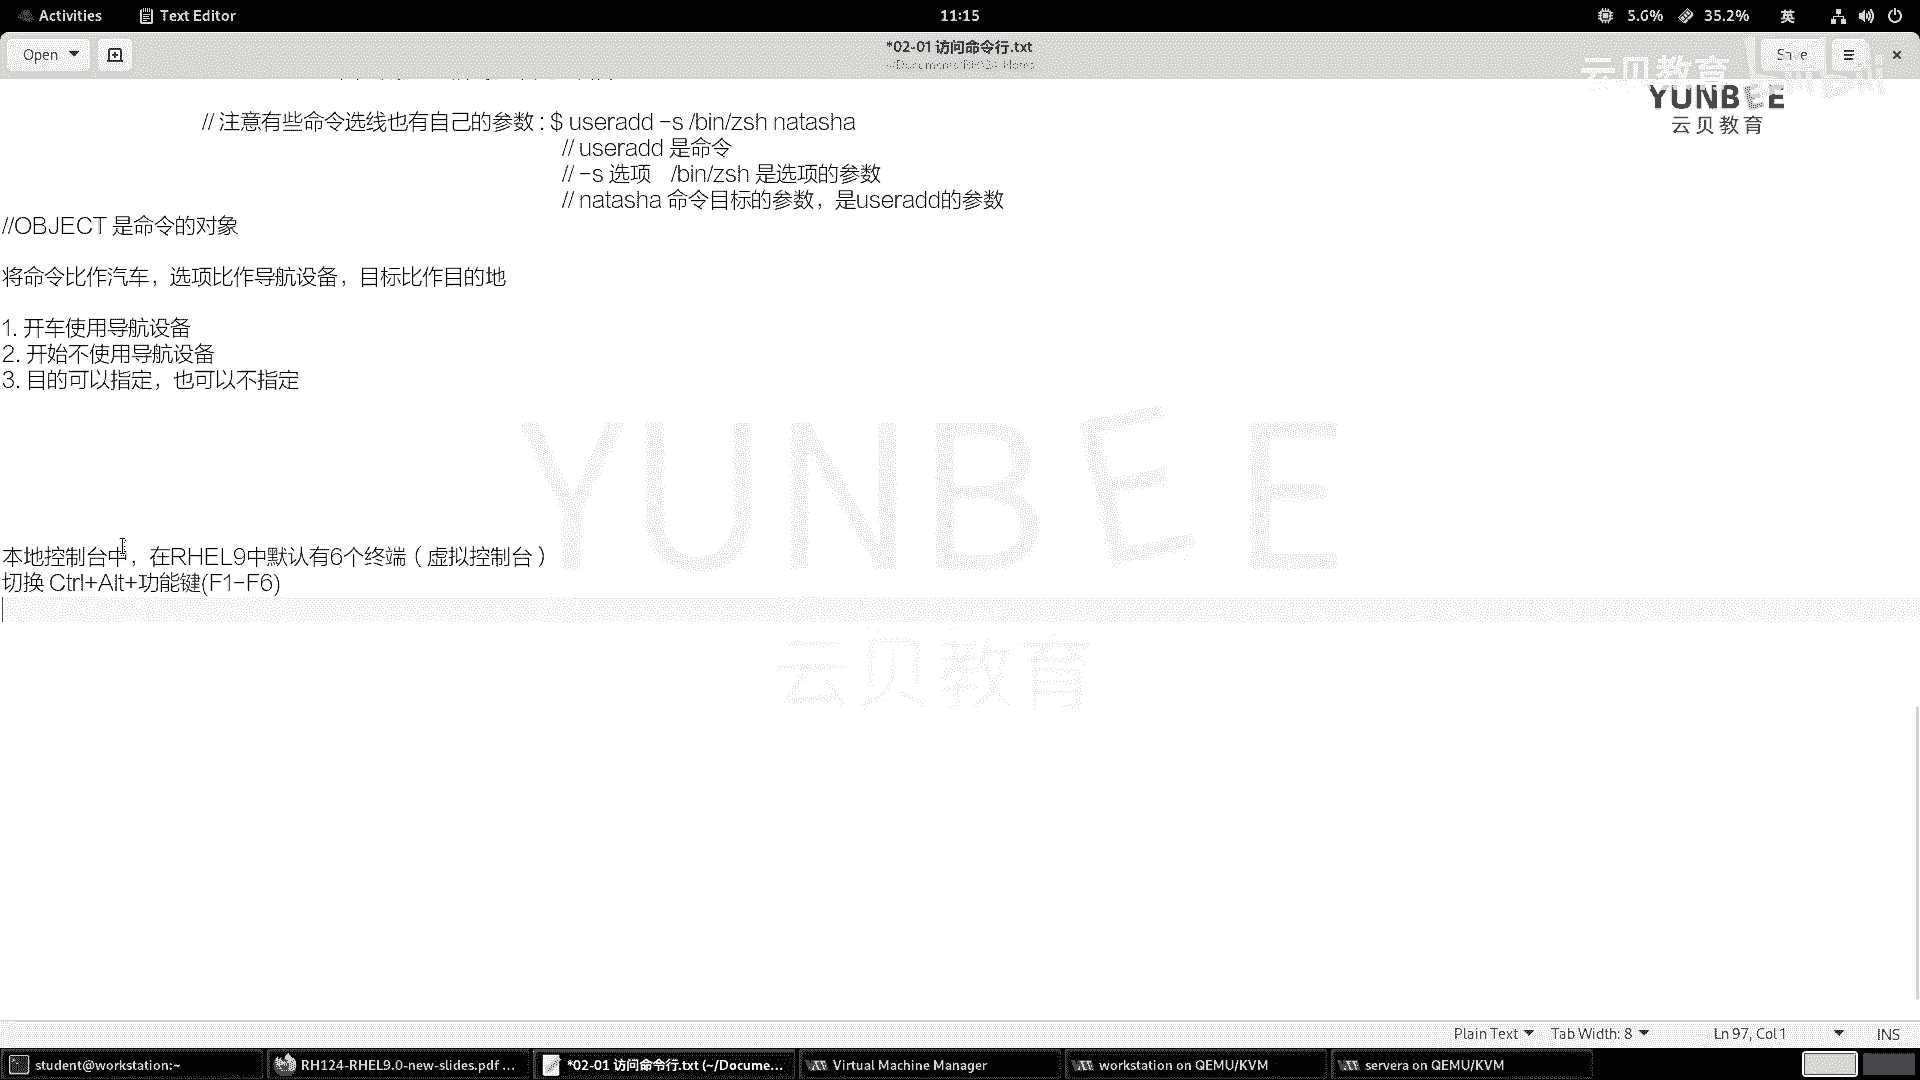 Activities Text Editor 11:15 5.6% 35.2% 英
Open *02-01 访问命令行.txt Save
云贝教育
YUNBEE
云贝教育
// 注意有些命令选线也有自己的参数 : $ useradd -s /bin/zsh natasha
// useradd 是命令
// -s 选项 /bin/zsh 是选项的参数
// natasha 命令目标的参数，是useradd的参数
//OBJECT 是命令的对象
将命令比作汽车，选项比作导航设备，目标比作目的地
1. 开车使用导航设备
2. 开始不使用导航设备
3. 目的可以指定，也可以不指定
YUNBEE
本地控制台中，在RHEL9中默认有6个终端（虚拟控制台）
切换 Ctrl+Alt+功能键(F1-F6)
云贝教育
Plain Text Tab Width: 8 Ln 97, Col 1 INS
student@workstation:~ RH124-RHEL9.0-new-slides.pdf ... *02-01 访问命令行.txt (~/Docume... Virtual Machine Manager workstation on QEMU/KVM servera on QEMU/KVM